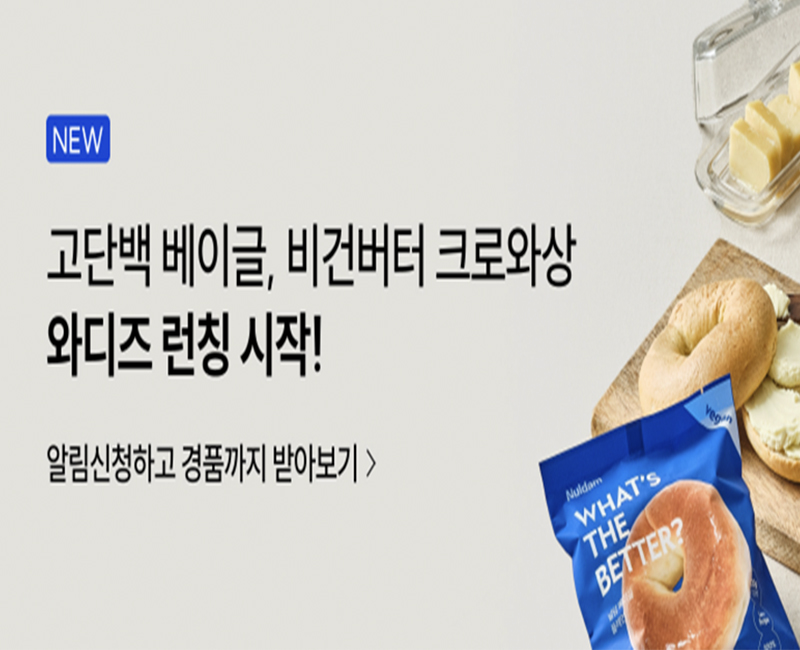 NEW
고단백 베이글, 비건버터 크로와상
와디즈 런칭 시작!
알림신청하고 경품까지 받아보기 >
vegan
Nuldam
WHAT's
THE
BETTER?